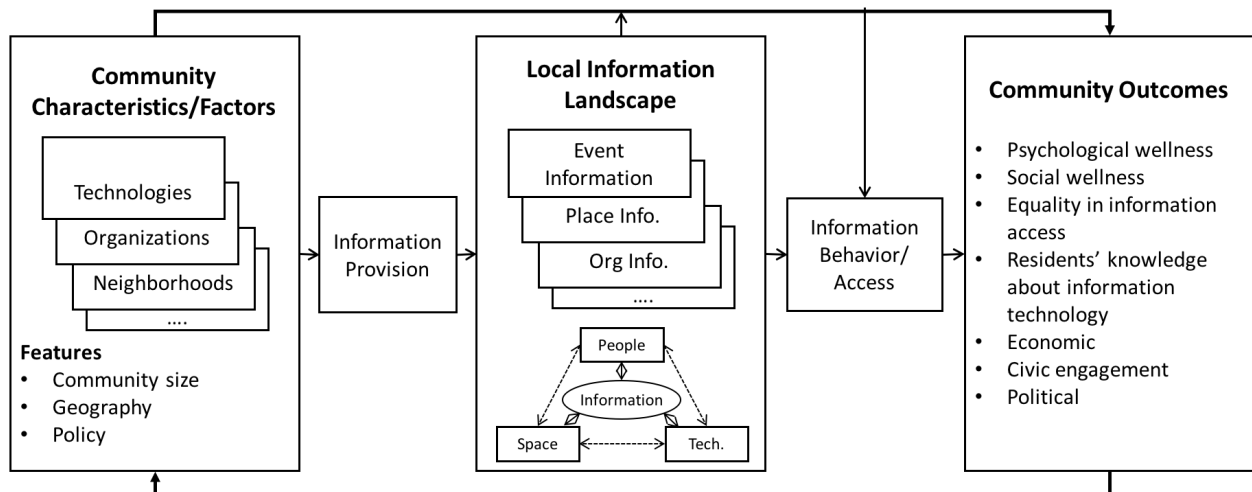 Community
Characteristics/Factors
Technologies
Organizations
Neighborhoods
....
Features
• Community size
• Geography
• Policy
Information
Provision
Local Information
Landscape
Event
Information
Place Info.
Org Info.
....
People
Information
Space
Tech.
Information
Behavior/
Access
Community Outcomes
• Psychological wellness
• Social wellness
• Equality in information
access
• Residents’ knowledge
about information
technology
• Economic
• Civic engagement
• Political